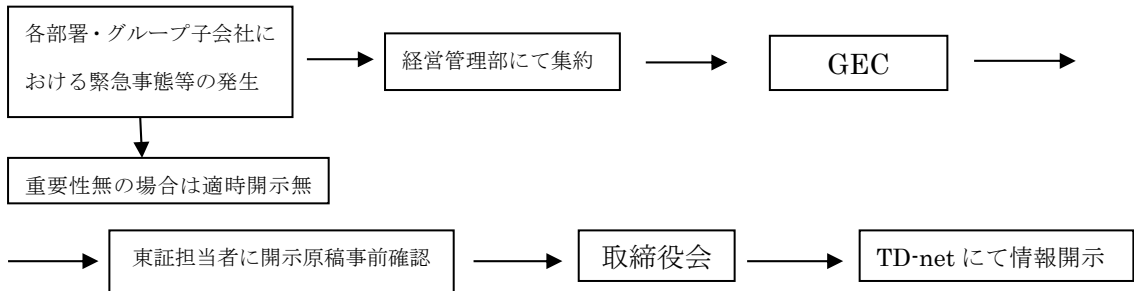 各部署・グループ子会社に
おける緊急事態等の発生
経営管理部にて集約
GEC
重要性無の場合は適時開示無
東証担当者に開示原稿事前確認
取締役会
TD-net にて情報開示